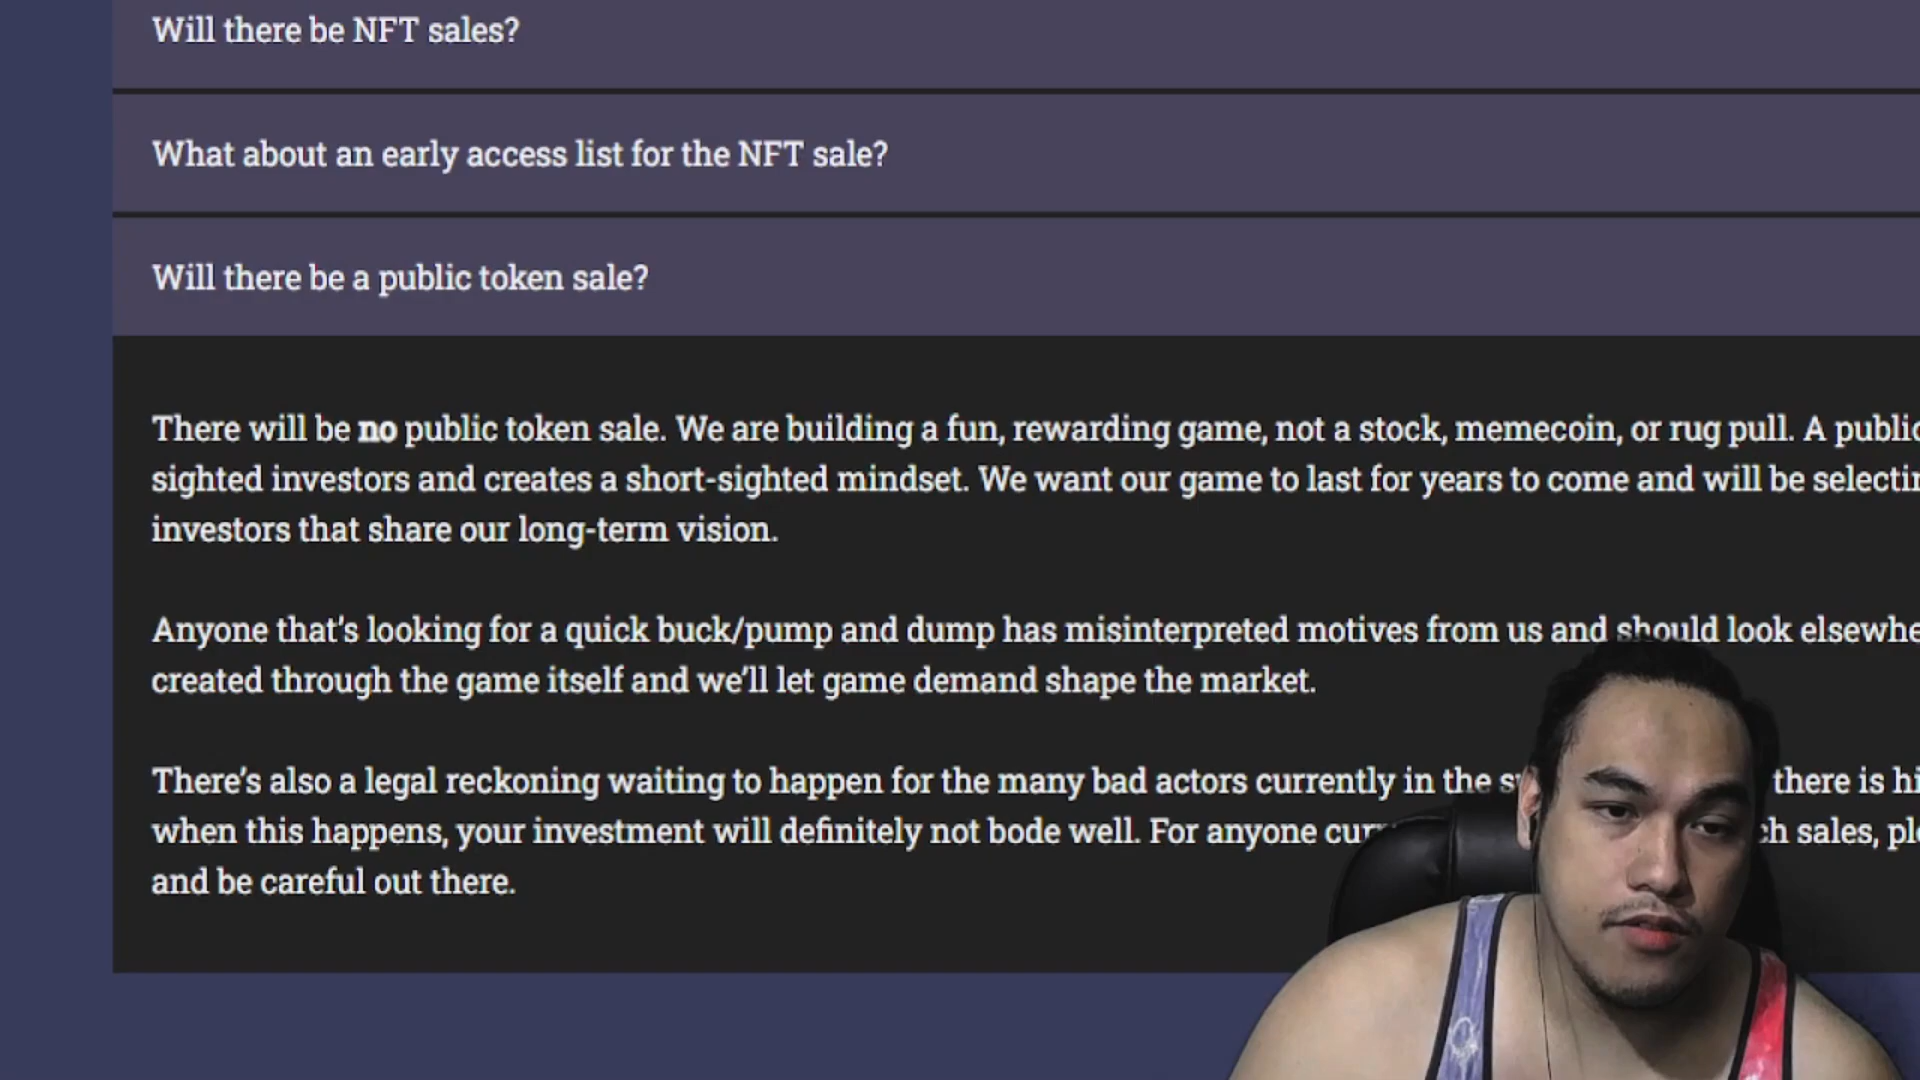 Will there be NFT sales?
What about an early access list for the NFT sale?
Will there be a public token sale?
There will be no public token sale. We are building a fun, rewarding game, not a stock, memecoin, or rug pull. A public
sighted investors and creates a short-sighted mindset. We want our game to last for years to come and will be
investors that share our long-term vision.
Anyone that's looking for a quick buck/pump and dump has misinterpreted motives from us and should look
created through the game itself and we'll let game demand shape the market.
There's also a legal reckoning waiting to happen for the many bad actors currently in the there is
when this happens, your investment will definitely not bode well. For anyone sales,
and be careful out there.